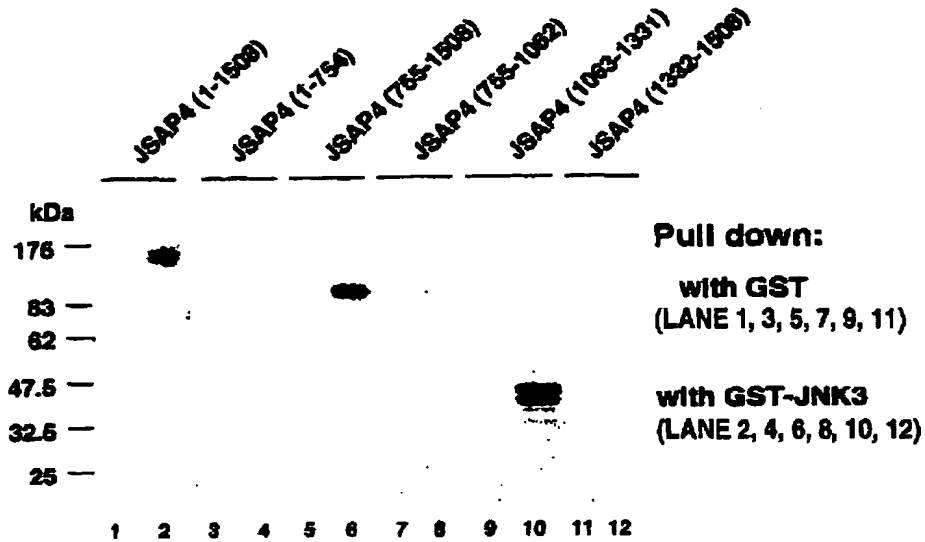 JSAP4 (1-1508)
JSAP4 (1-754)
JSAP4 (755-1508)
JSAP4 (755-1062)
JSAP4 (1063-1331)
JSAP4 (1332-1508)
kDa
175
83
62
47.5
32.5
25
Pull down:
with GST
(LANE 1, 3, 5, 7, 9, 11)
with GST-JNK3
(LANE 2, 4, 6, 8, 10, 12)
1 2 3 4 5 6 7 8 9 10 11 12